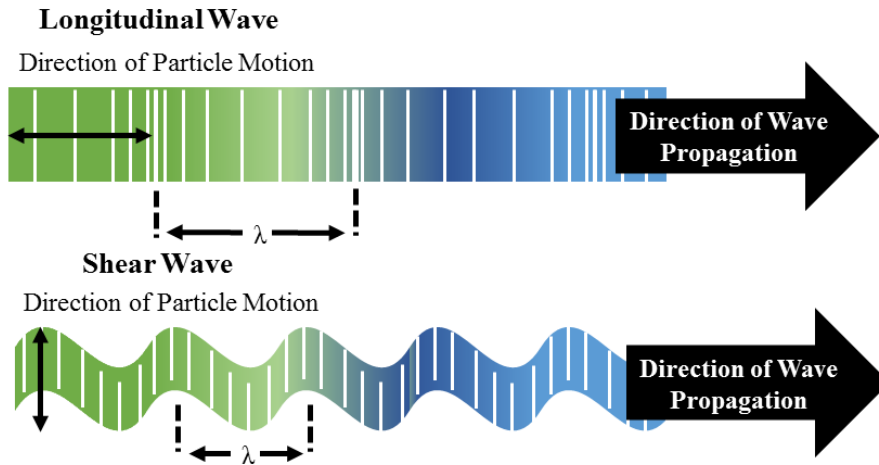 Longitudinal Wave
Direction of Particle Motion
Direction of Wave
Propagation
λ
Shear Wave
Direction of Particle Motion
Direction of Wave
Propagation
λ